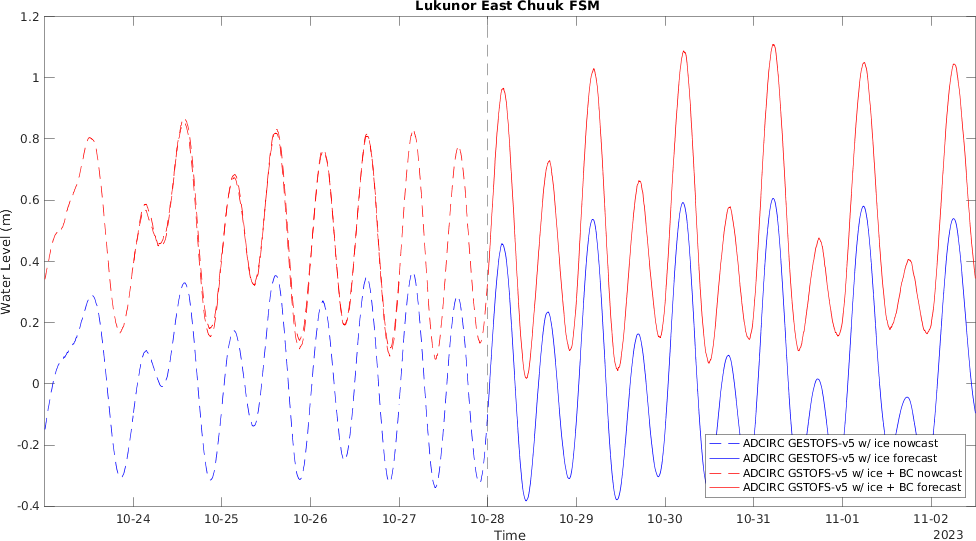 Lukunor East Chuuk FSM
1.2
1
0.8
0.6
0.4
0.2
0
-0.2
-0.4
Water Level (m)
ADCIRC GESTOFS-v5 w/ ice nowcast
ADCIRC GESTOFS-v5 w/ ice forecast
ADCIRC GSTOFS-v5 w/ ice + BC nowcast
ADCIRC GSTOFS-v5 w/ ice + BC forecast
10-24 10-25 10-26 10-27 10-28 10-29 10-30 10-31 11-01 11-02
Time 2023